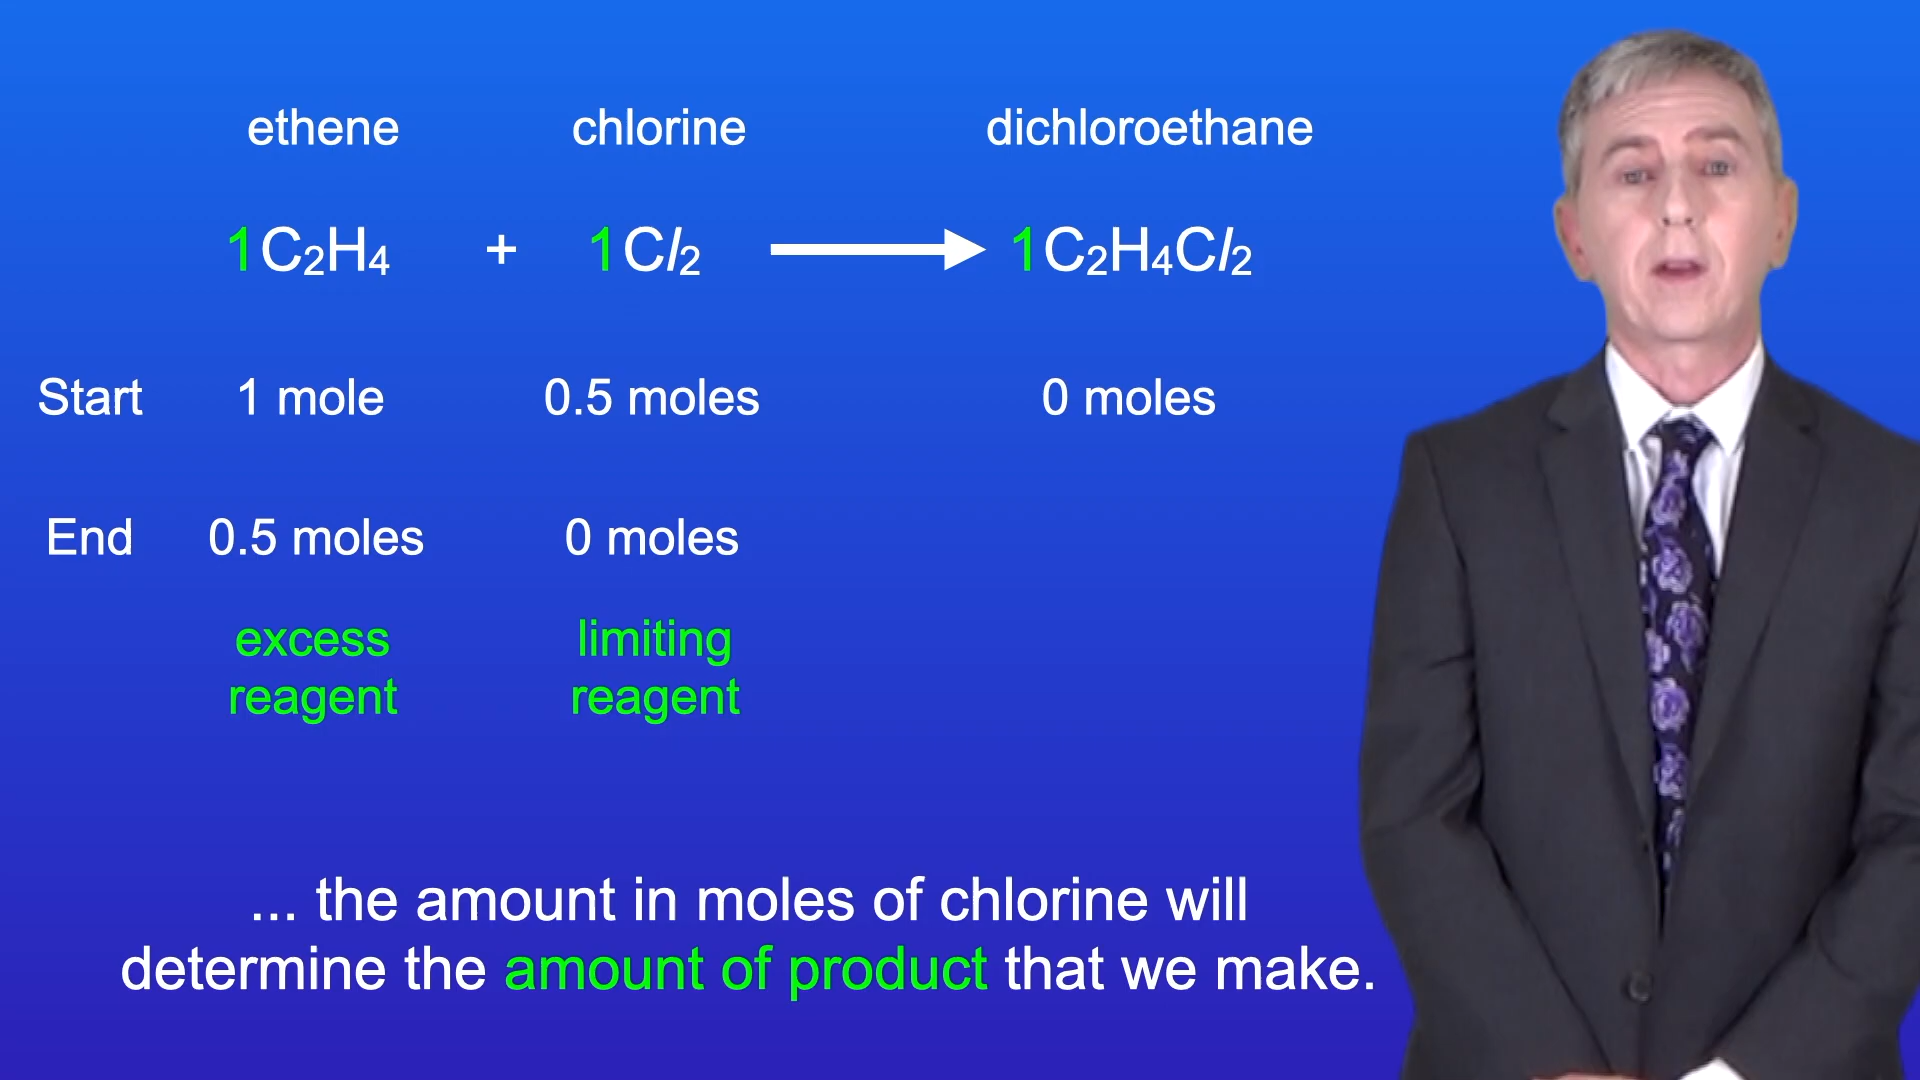 ethene chlorine dichloroethane
1C₂H₄ + 1Cl₂ ⟶ 1C₂H₄Cl₂
Start 1 mole 0.5 moles 0 moles
End 0.5 moles 0 moles
excess limiting
reagent reagent
... the amount in moles of chlorine will
determine the amount of product that we make.